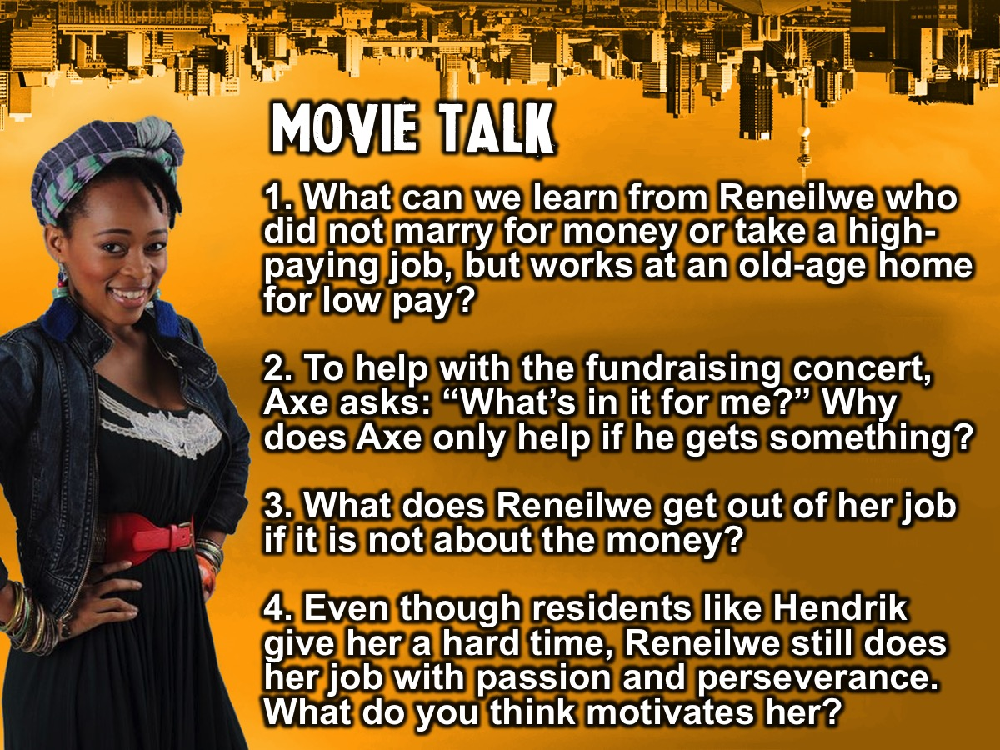 MOVIE TALK
1. What can we learn from Reneilwe who
did not marry for money or take a high-
paying job, but works at an old-age home
for low pay?
2. To help with the fundraising concert,
Axe asks: “What’s in it for me?” Why
does Axe only help if he gets something?
3. What does Reneilwe get out of her job
if it is not about the money?
4. Even though residents like Hendrik
give her a hard time, Reneilwe still does
her job with passion and perseverance.
What do you think motivates her?